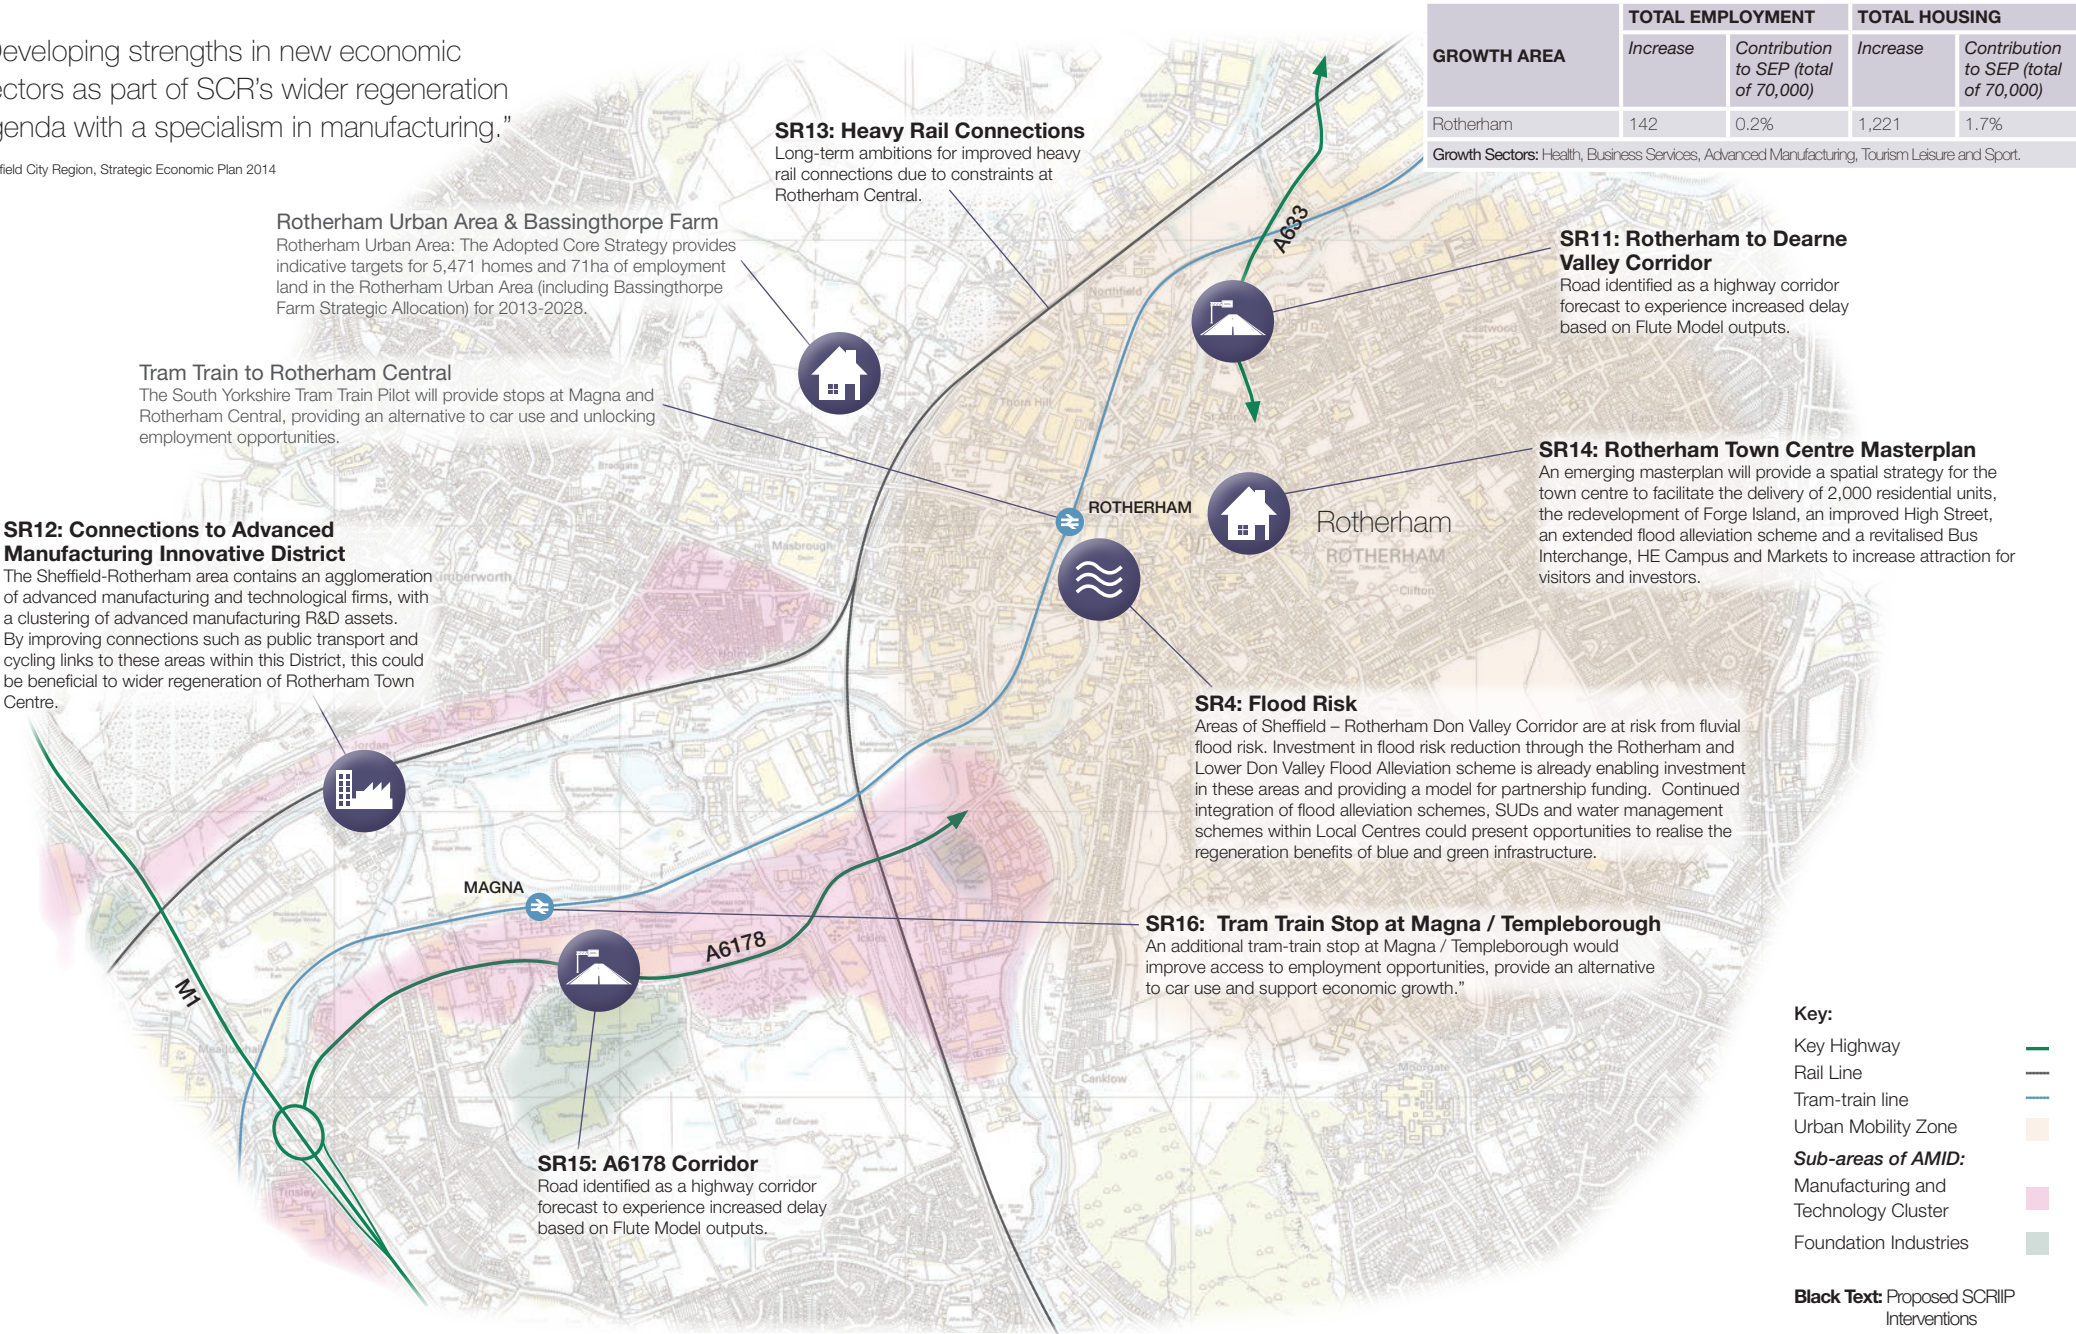 Developing strengths in new economic
ectors as part of SCR's wider regeneration
genda with a specialism in manufacturing.”
field City Region, Strategic Economic Plan 2014
GROWTH AREA
TOTAL EMPLOYMENT
TOTAL HOUSING
Increase
Contribution
to SEP (total
of 70,000)
Increase
Contribution
to SEP (total
of 70,000)
Rotherham 142 0.2% 1,221 1.7%
Growth Sectors: Health, Business Services, Advanced Manufacturing, Tourism Leisure and Sport.
SR13: Heavy Rail Connections
Long-term ambitions for improved heavy
rail connections due to constraints at
Rotherham Central.
Rotherham Urban Area & Bassingthorpe Farm
Rotherham Urban Area: The Adopted Core Strategy provides
indicative targets for 5,471 homes and 71ha of employment
land in the Rotherham Urban Area (including Bassingthorpe
Farm Strategic Allocation) for 2013-2028.
A633
SR11: Rotherham to Dearne
Valley Corridor
Road identified as a highway corridor
forecast to experience increased delay
based on Flute Model outputs.
Northfield
Eastwood
Tram Train to Rotherham Central
The South Yorkshire Tram Train Pilot will provide stops at Magna and
Rotherham Central, providing an alternative to car use and unlocking
employment opportunities.
Thorn Hill
SR14: Rotherham Town Centre Masterplan
An emerging masterplan will provide a spatial strategy for the
town centre to facilitate the delivery of 2,000 residential units,
the redevelopment of Forge Island, an improved High Street,
an extended flood alleviation scheme and a revitalised Bus
Interchange, HE Campus and Markets to increase attraction for
visitors and investors.
Bradgate
ROTHERHAM
Rotherham
ROTHERHAM
Masbrough
Clifton
SR12: Connections to Advanced
Manufacturing Innovative District
The Sheffield-Rotherham area contains an agglomeration
of advanced manufacturing and technological firms, with
a clustering of advanced manufacturing R&D assets.
By improving connections such as public transport and
cycling links to these areas within this District, this could
be beneficial to wider regeneration of Rotherham Town
Centre.
imberworth
Holmes
SR4: Flood Risk
Areas of Sheffield – Rotherham Don Valley Corridor are at risk from fluvial
flood risk. Investment in flood risk reduction through the Rotherham and
Lower Don Valley Flood Alleviation scheme is already enabling investment
in these areas and providing a model for partnership funding.  Continued
integration of flood alleviation schemes, SUDs and water management
schemes within Local Centres could present opportunities to realise the
regeneration benefits of blue and green infrastructure.
MAGNA
A6178
Ickles
M1
Meadowhall
SR16:  Tram Train Stop at Magna / Templeborough
An additional tram-train stop at Magna / Templeborough would
improve access to employment opportunities, provide an alternative
to car use and support economic growth.”
Canklow
Moorgate
Golf Course
Tinsley
SR15: A6178 Corridor
Road identified as a highway corridor
forecast to experience increased delay
based on Flute Model outputs.
Key:
Key Highway
Rail Line
Tram-train line
Urban Mobility Zone
Sub-areas of AMID:
Manufacturing and
Technology Cluster
Foundation Industries
Black Text: Proposed SCRIIP
Interventions